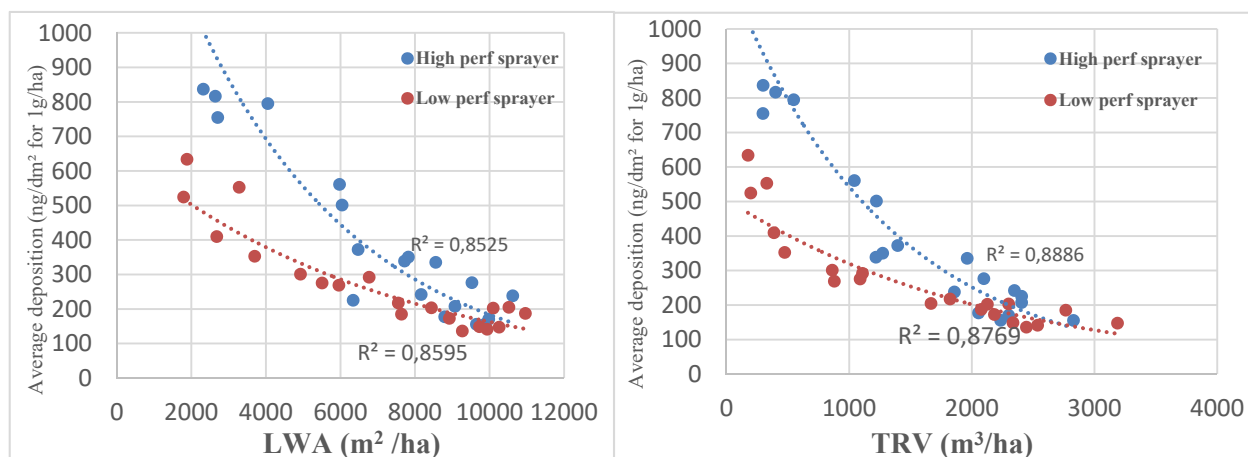 Average deposition (ng/dm² for 1g/ha)
1000
900
800
700
600
500
400
300
200
100
0
High perf sprayer
Low perf sprayer
R² = 0,8525
R² = 0,8595
0 2000 4000 6000 8000 10000 12000
LWA (m² /ha)
Average deposition (ng/dm² for 1g/ha)
1000
900
800
700
600
500
400
300
200
100
0
High perf sprayer
Low perf sprayer
R² = 0,8886
R² = 0,8769
0 1000 2000 3000 4000
TRV (m³/ha)